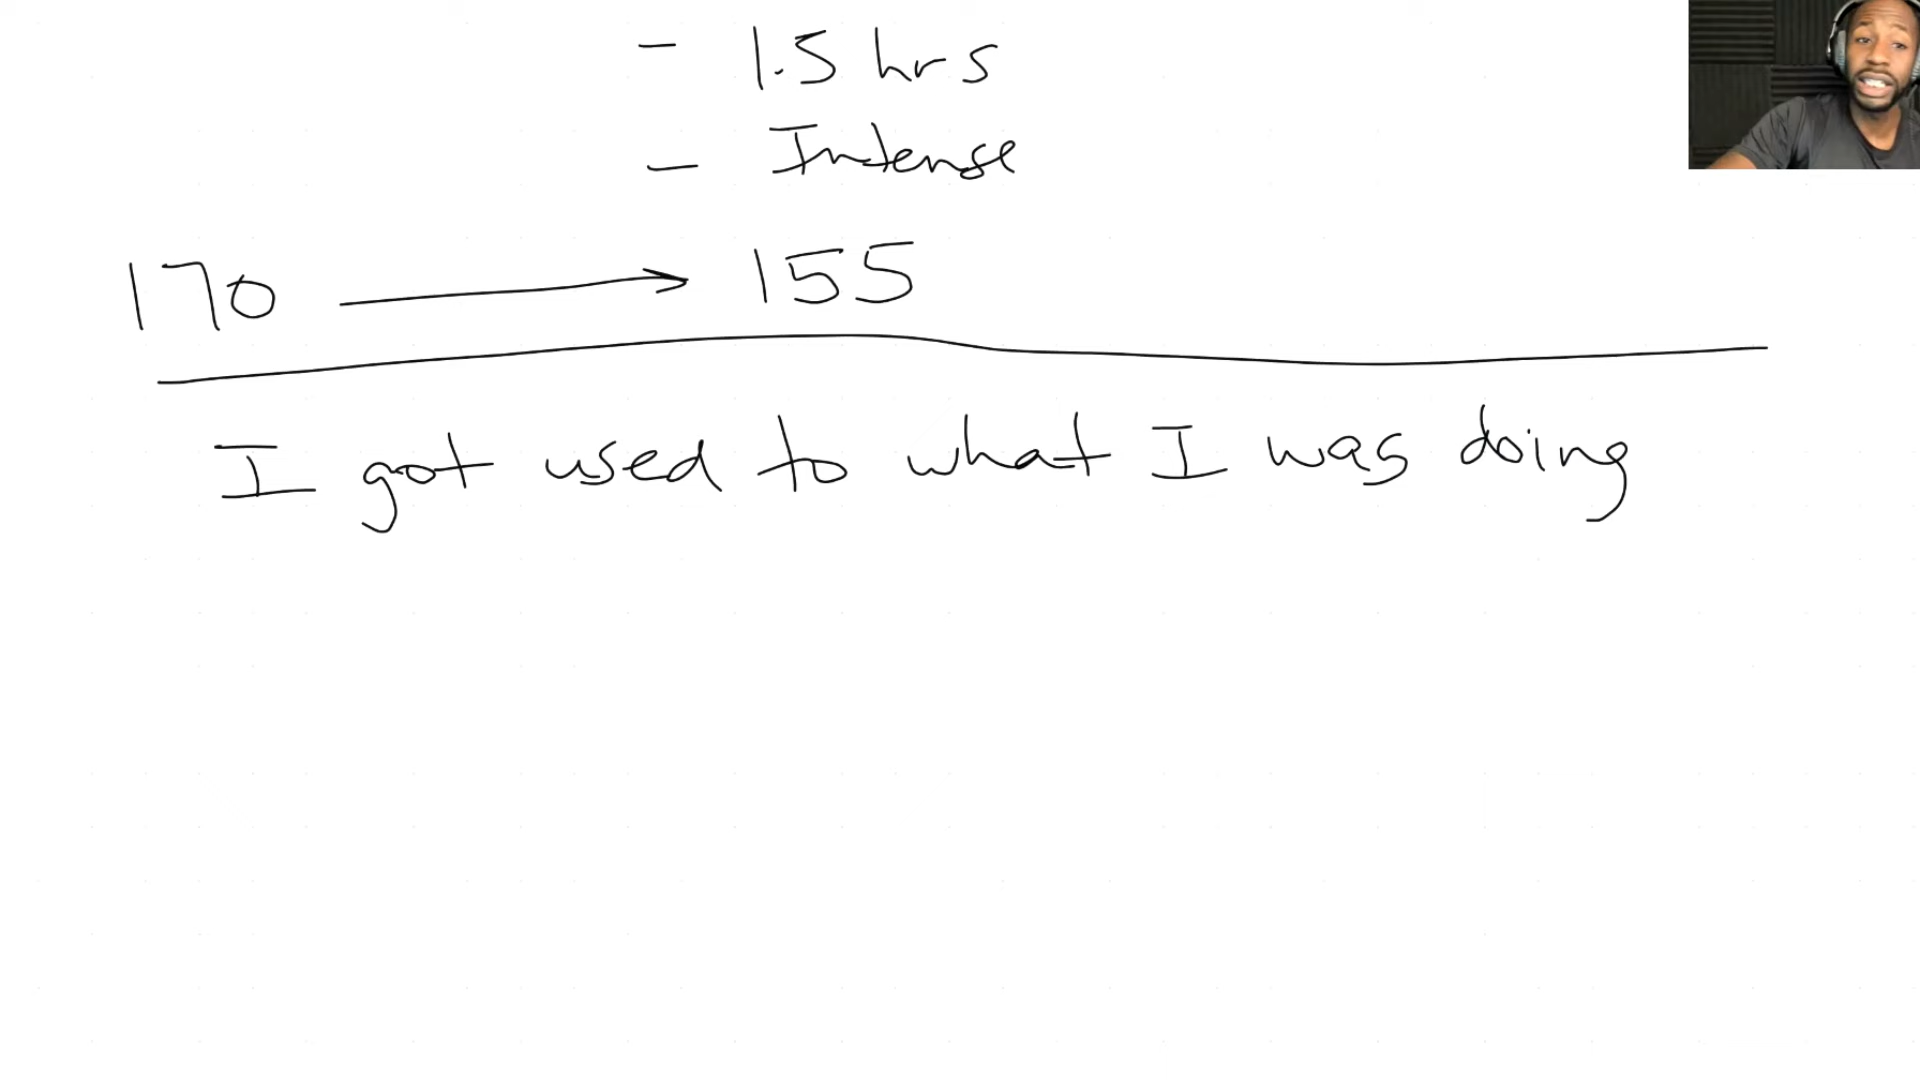 - 1.5 hrs
- Intense
170 → 155
I got used to what I was doing